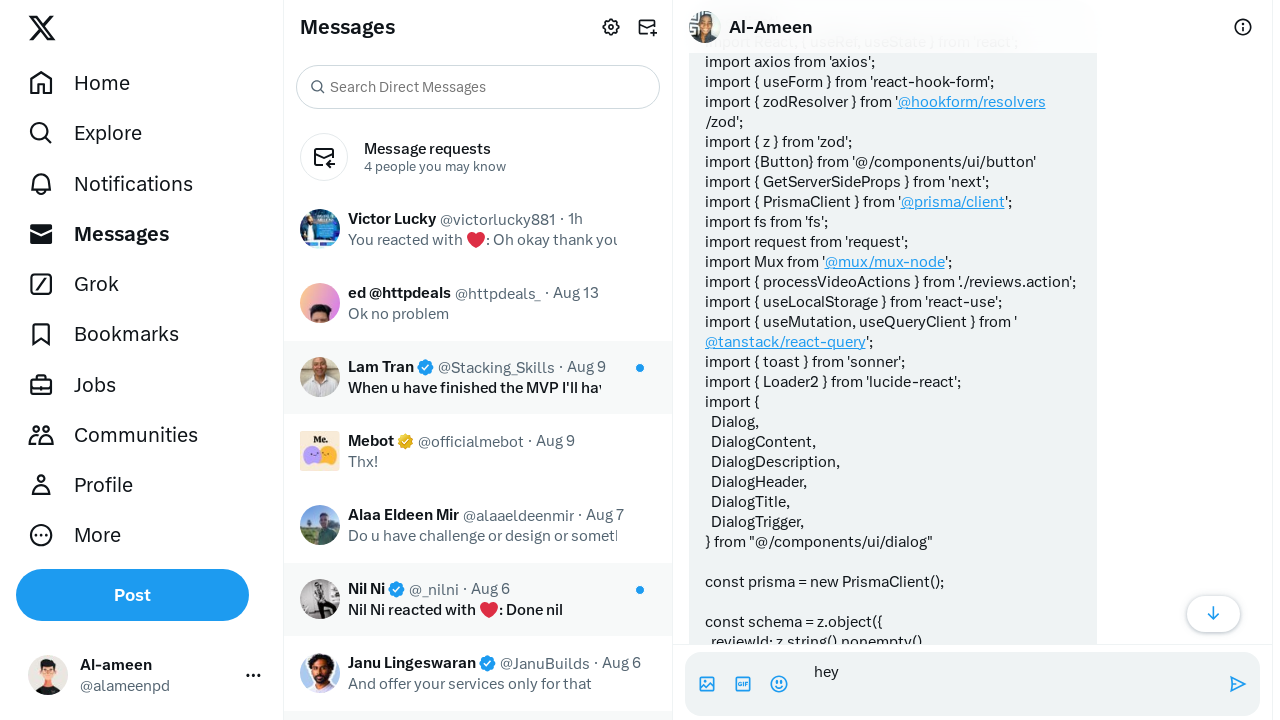 Home
Explore
Notifications
Messages
Grok
Bookmarks
Jobs
Communities
Profile
More
Post
Al-ameen
@alameenpd
Messages
Search Direct Messages
Message requests
4 people you may know
Victor Lucky @victorlucky881 · 1h
You reacted with ❤️: Oh okay thank you
ed @httpdeals @httpdeals_ · Aug 13
Ok no problem
Lam Tran @Stacking_Skills · Aug 9
When u have finished the MVP I'll hav
Mebot @officialmebot · Aug 9
Thx!
Alaa Eldeen Mir @alaaeldeenmir · Aug 7
Do u have challenge or design or someth
Nil Ni @_nilni · Aug 6
Nil Ni reacted with ❤️: Done nil
Janu Lingeswaran @JanuBuilds · Aug 6
And offer your services only for that
Al-Ameen
import React, { useRef, useState } from 'react';
import axios from 'axios';
import { useForm } from 'react-hook-form';
import { zodResolver } from '@hookform/resolvers
/zod';
import { z } from 'zod';
import {Button} from '@/components/ui/button'
import { GetServerSideProps } from 'next';
import { PrismaClient } from '@prisma/client';
import fs from 'fs';
import request from 'request';
import Mux from '@mux/mux-node';
import { processVideoActions } from './reviews.action';
import { useLocalStorage } from 'react-use';
import { useMutation, useQueryClient } from '
@tanstack/react-query';
import { toast } from 'sonner';
import { Loader2 } from 'lucide-react';
import {
  Dialog,
  DialogContent,
  DialogDescription,
  DialogHeader,
  DialogTitle,
  DialogTrigger,
} from "@/components/ui/dialog"
const prisma = new PrismaClient();
const schema = z.object({
  reviewId: z.string().nonempty()
hey